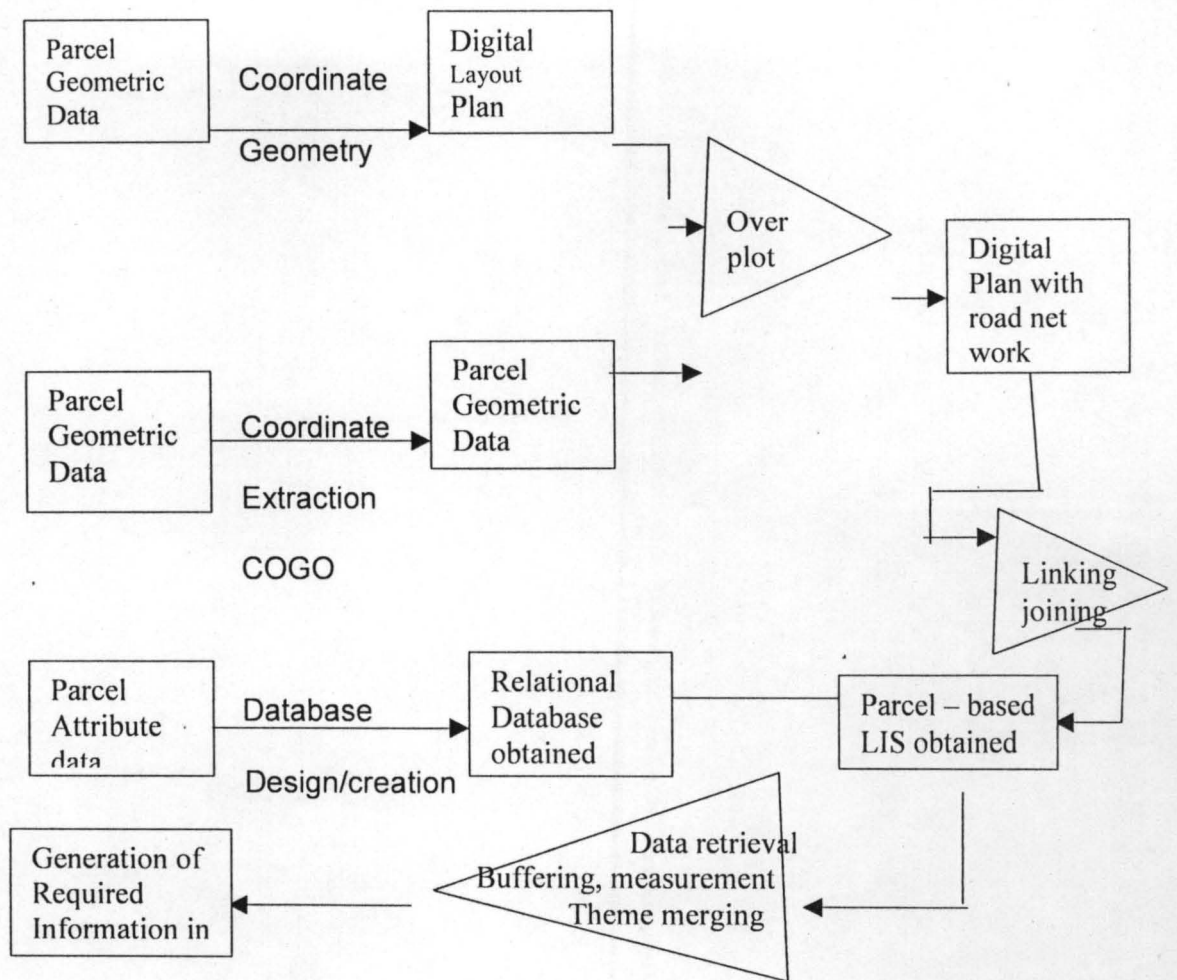 Parcel
Geometric
Data
Coordinate
Geometry
Digital
Layout
Plan
Over
plot
Digital
Plan with
road net
work
Parcel
Geometric
Data
Coordinate
Extraction
COGO
Parcel
Geometric
Data
Linking
joining
Parcel
Attribute
data
Database
Design/creation
Relational
Database
obtained
Parcel – based
LIS obtained
Data retrieval
Buffering, measurement
Theme merging
Generation of
Required
Information in